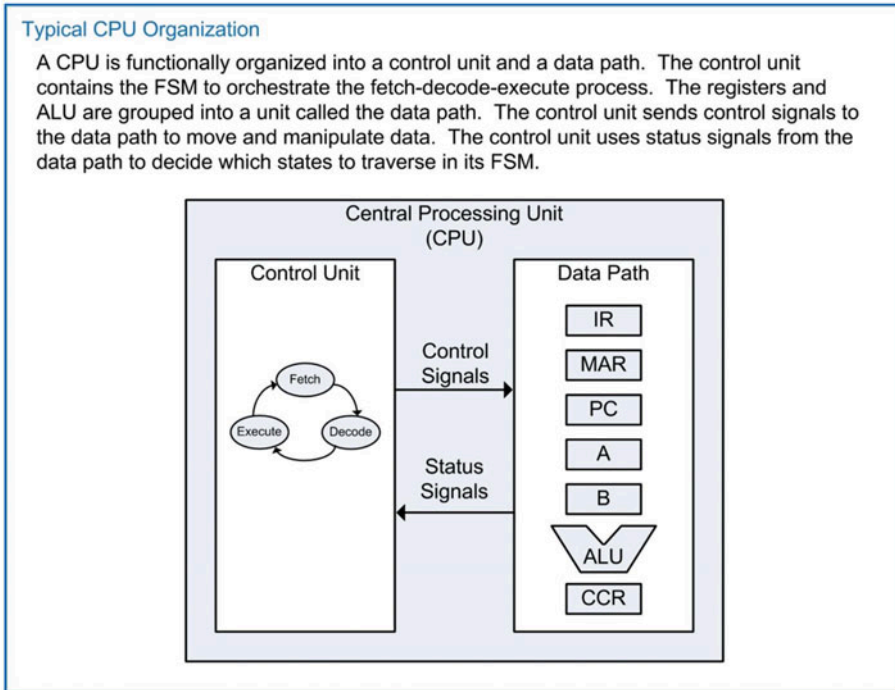 Typical CPU Organization
A CPU is functionally organized into a control unit and a data path. The control unit
contains the FSM to orchestrate the fetch-decode-execute process. The registers and
ALU are grouped into a unit called the data path. The control unit sends control signals to
the data path to move and manipulate data. The control unit uses status signals from the
data path to decide which states to traverse in its FSM.
Central Processing Unit
(CPU)
Control Unit
Fetch
Execute
Decode
Control
Signals
Status
Signals
Data Path
IR
MAR
PC
A
B
ALU
CCR